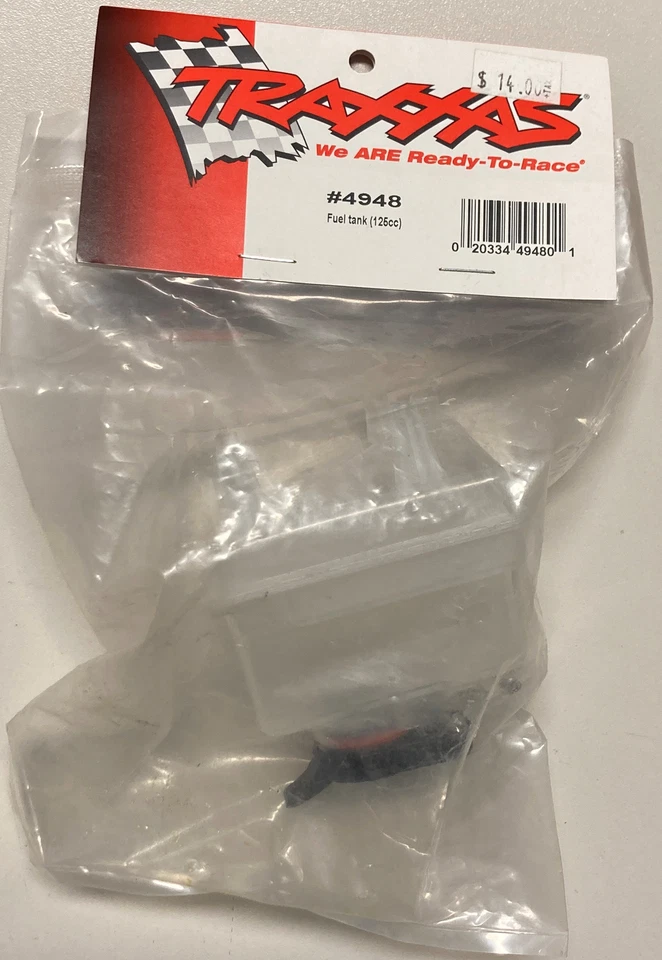 $ 14.00
TRAXXAS®
We ARE Ready-To-Race®
#4948
Fuel tank (125cc)
0 20334 49480 1